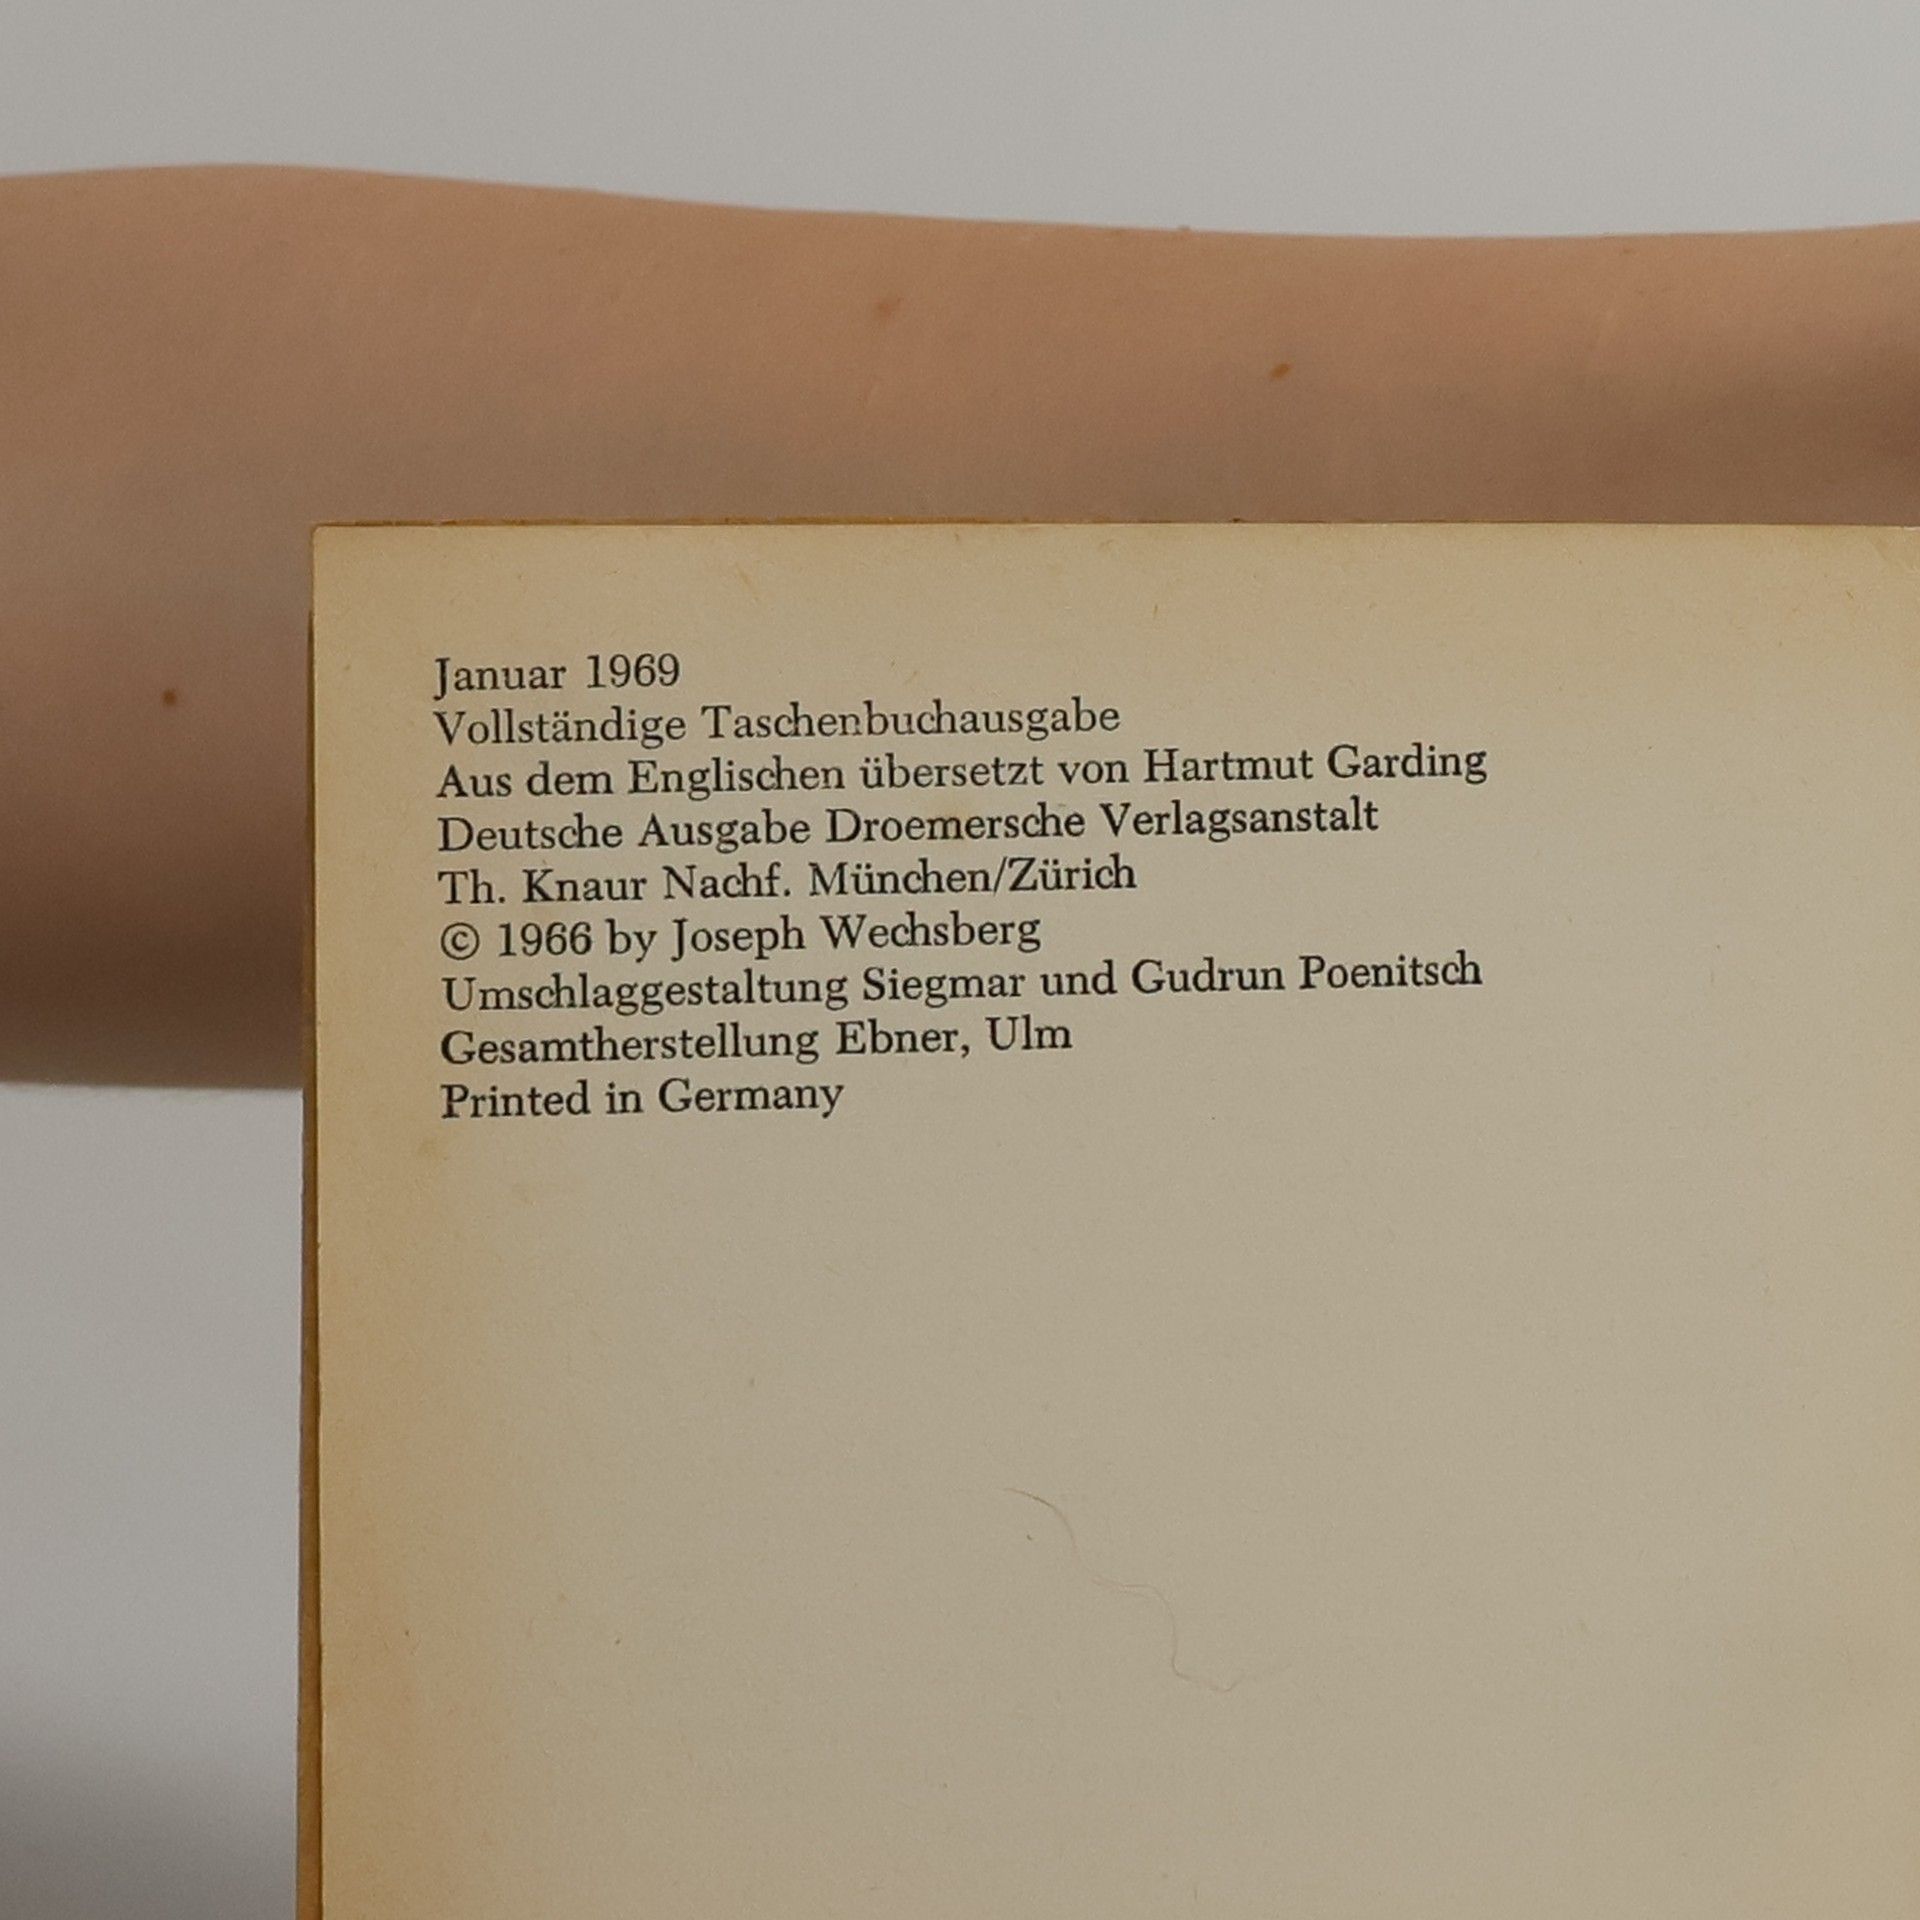 Januar 1969
Vollständige Taschenbuchausgabe
Aus dem Englischen übersetzt von Hartmut Garding
Deutsche Ausgabe Droemersche Verlagsanstalt
Th. Knaur Nachf. München/Zürich
© 1966 by Joseph Wechsberg
Umschlaggestaltung Siegmar und Gudrun Poenitsch
Gesamtherstellung Ebner, Ulm
Printed in Germany